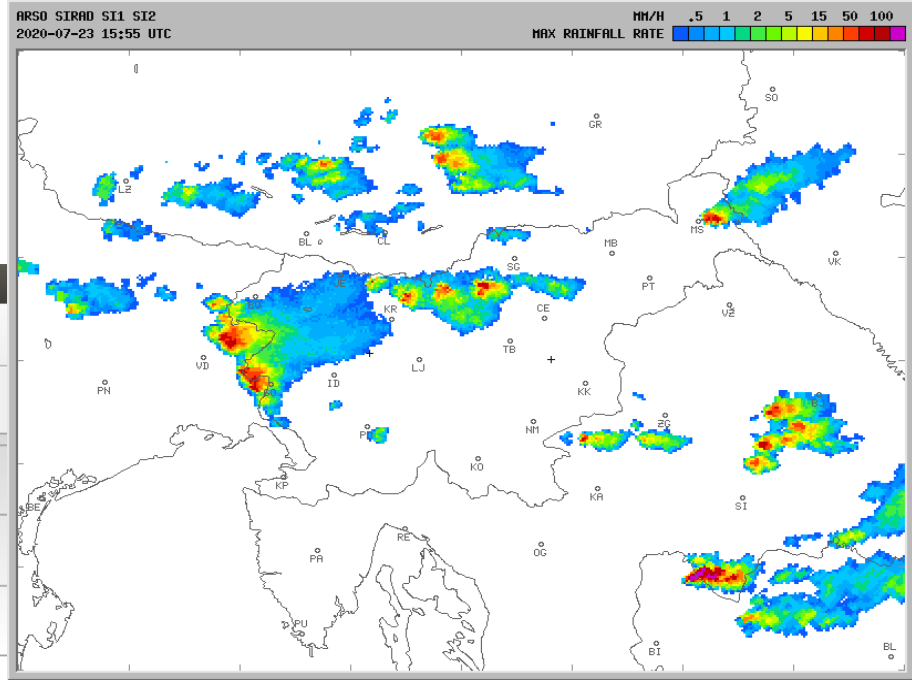 ARSO SIRAD SI1 SI2
2020-07-23 15:55 UTC
MM/H .5 1 2 5 15 50 100
MAX RAINFALL RATE
SO
GR
LZ
MS
BL
CL
MB
VK
SG
JE
PT
KR
CE
VŽ
VD
LJ
TB
ID
PN
KK
BJ
NM
ZG
KO
KP
KA
SI
BE
RE
OG
PA
PU
BI
BL